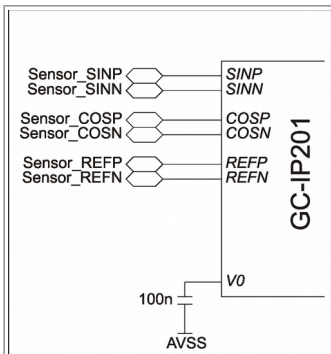 Sensor_SINP SINP
Sensor_SINN SINN
Sensor_COSP COSP
Sensor_COSN COSN
Sensor_REFP REFP
Sensor_REFN REFN
GC-IP201
V0
100n
AVSS